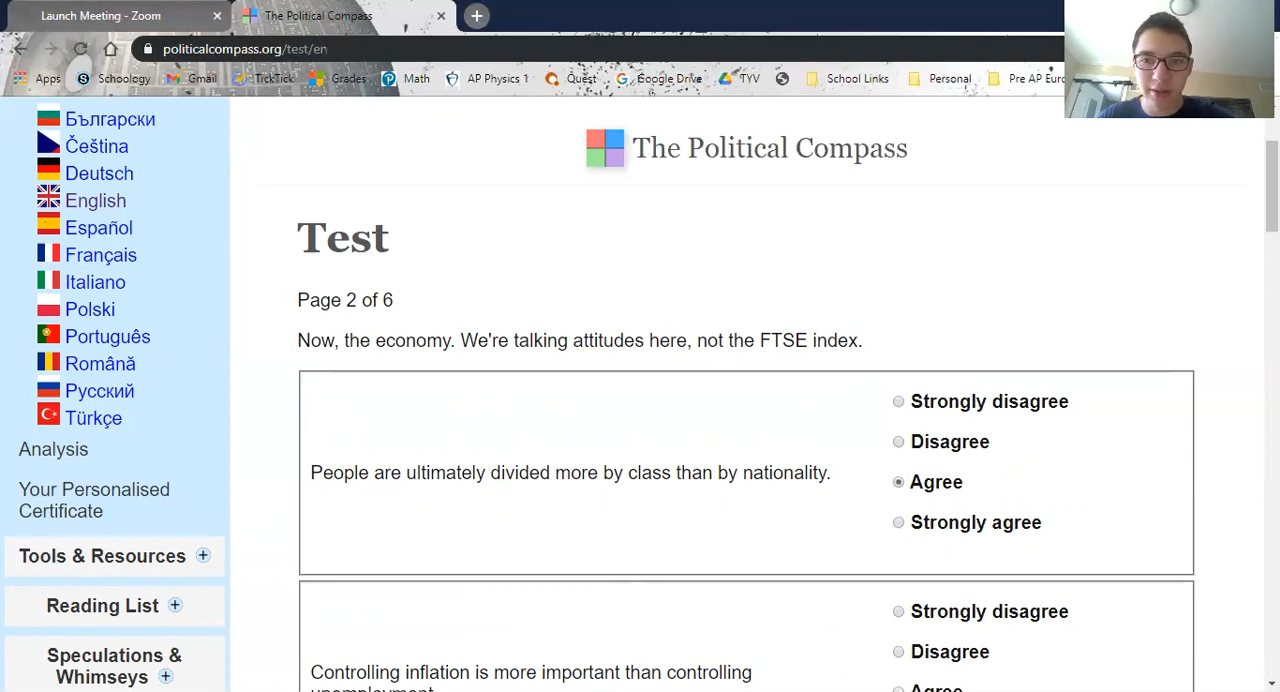 Launch Meeting - Zoom
The Political Compass
politicalcompass.org/test/en
Apps
Schoology
Gmail
TickTick
Grades
Math
AP Physics 1
Quest
Google Drive
TYV
School Links
Personal
Pre AP Euro
Български
Čeština
Deutsch
English
Español
Français
Italiano
Polski
Português
Română
Русский
Türkçe
Analysis
Your Personalised
Certificate
Tools & Resources
Reading List
Speculations &
Whimseys
The Political Compass
Test
Page 2 of 6
Now, the economy. We're talking attitudes here, not the FTSE index.
People are ultimately divided more by class than by nationality.
Strongly disagree
Disagree
Agree
Strongly agree
Controlling inflation is more important than controlling
unemployment.
Strongly disagree
Disagree
Agree